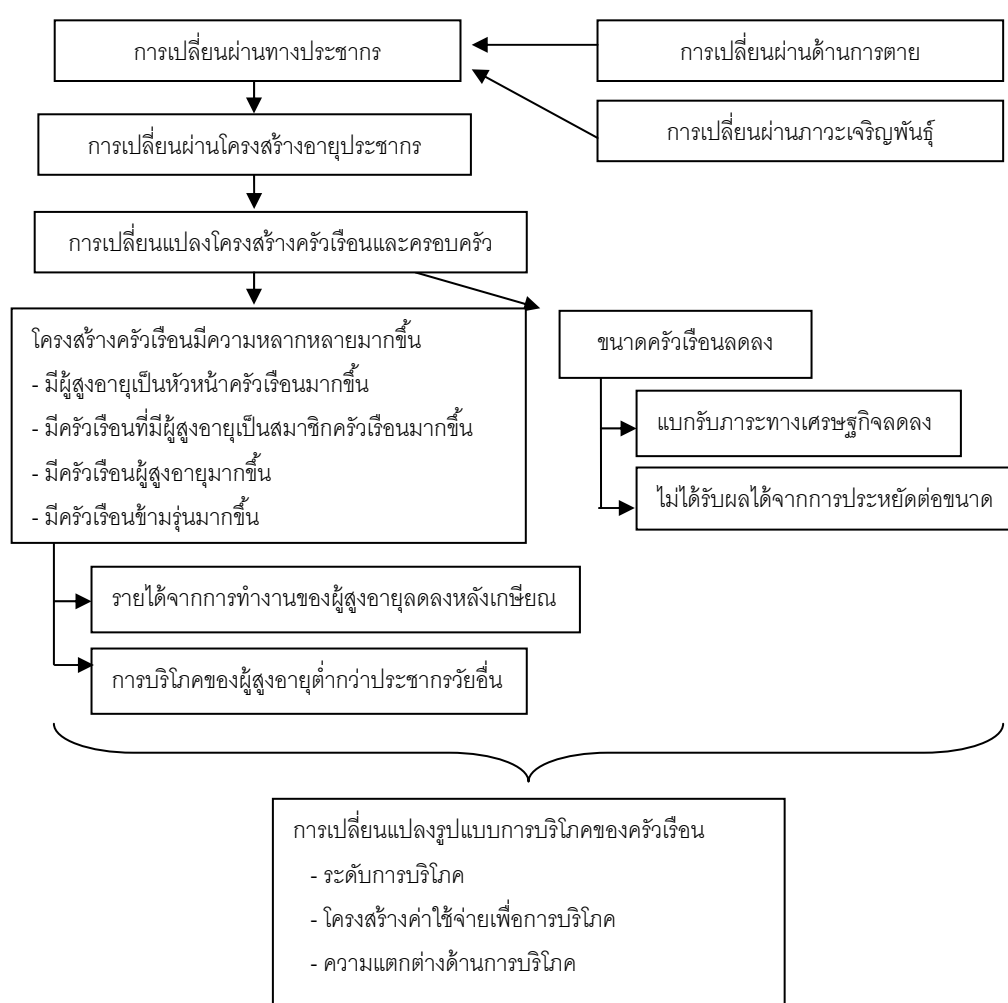 การเปลี่ยนผ่านทางประชากร
การเปลี่ยนผ่านด้านการตาย
การเปลี่ยนผ่านภาวะเจริญพันธุ์
การเปลี่ยนผ่านโครงสร้างอายุประชากร
การเปลี่ยนแปลงโครงสร้างครัวเรือนและครอบครัว
โครงสร้างครัวเรือนมีความหลากหลายมากขึ้น
- มีผู้สูงอายุเป็นหัวหน้าครัวเรือนมากขึ้น
- มีครัวเรือนที่มีผู้สูงอายุเป็นสมาชิกครัวเรือนมากขึ้น
- มีครัวเรือนผู้สูงอายุมากขึ้น
- มีครัวเรือนข้ามรุ่นมากขึ้น
ขนาดครัวเรือนลดลง
แบกรับภาระทางเศรษฐกิจลดลง
ไม่ได้รับผลได้จากการประหยัดต่อขนาด
รายได้จากการทำงานของผู้สูงอายุลดลงหลังเกษียณ
การบริโภคของผู้สูงอายุต่ำกว่าประชากรวัยอื่น
การเปลี่ยนแปลงรูปแบบการบริโภคของครัวเรือน
- ระดับการบริโภค
- โครงสร้างค่าใช้จ่ายเพื่อการบริโภค
- ความแตกต่างด้านการบริโภค